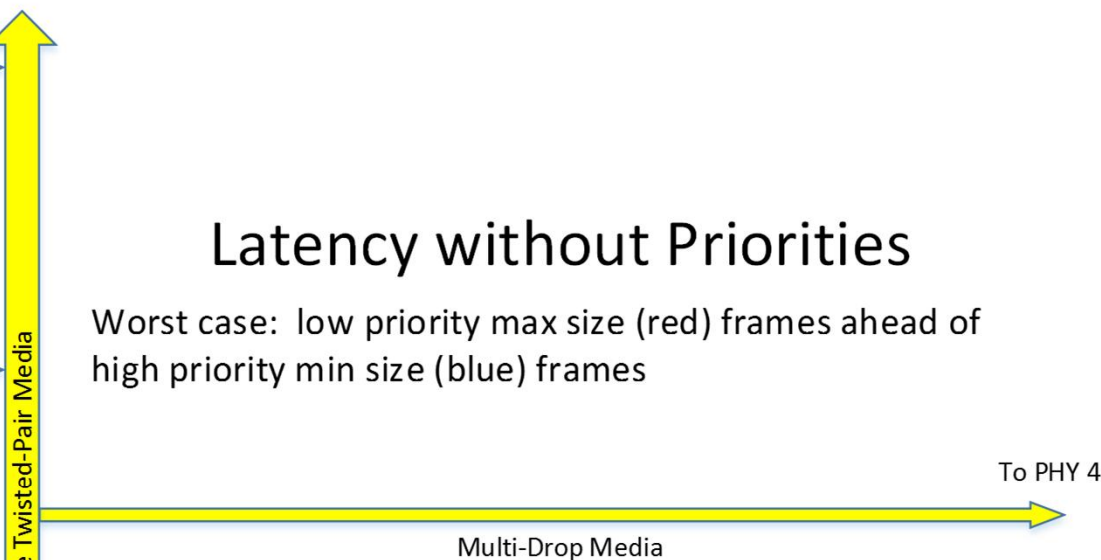 Latency without Priorities
Worst case: low priority max size (red) frames ahead of
high priority min size (blue) frames
To PHY 4
Multi-Drop Media
Twisted-Pair Media